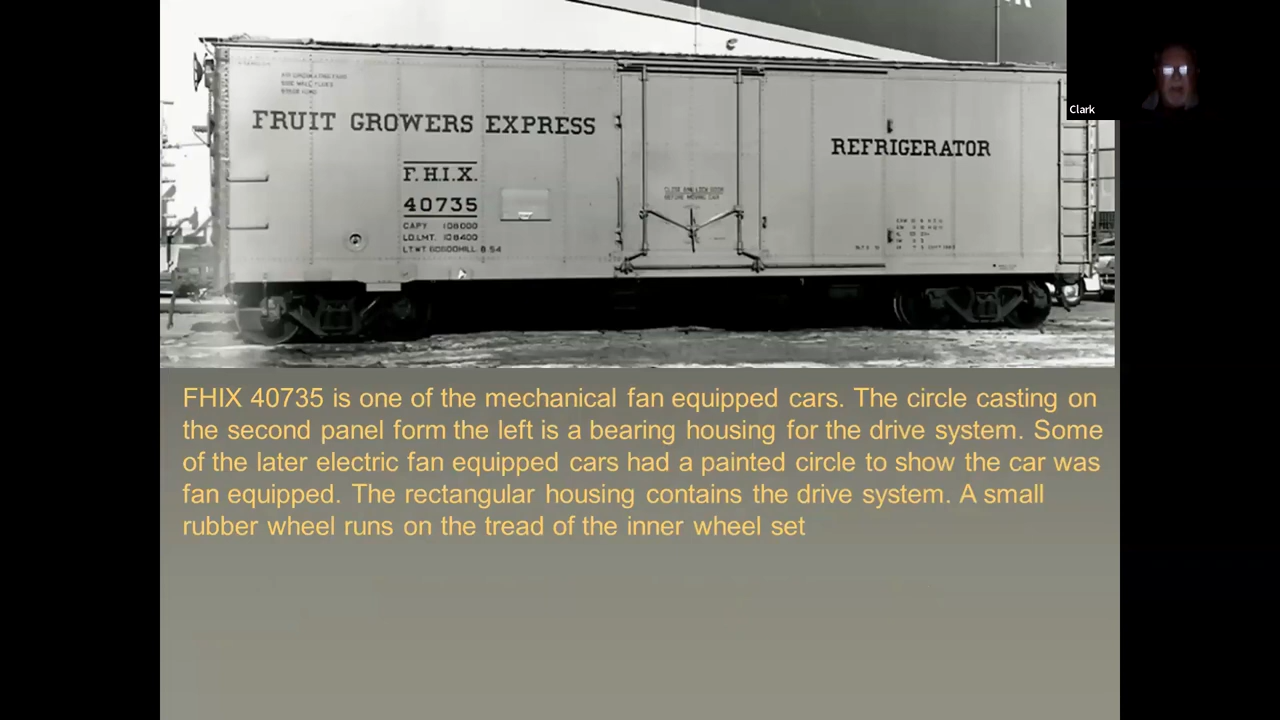 FRUIT GROWERS EXPRESS
F.H.I.X.
40735
CAPY 106000
LD.LMT. 108400
REFRIGERATOR
Clark
FHIX 40735 is one of the mechanical fan equipped cars. The circle casting on
the second panel form the left is a bearing housing for the drive system. Some
of the later electric fan equipped cars had a painted circle to show the car was
fan equipped. The rectangular housing contains the drive system. A small
rubber wheel runs on the tread of the inner wheel set